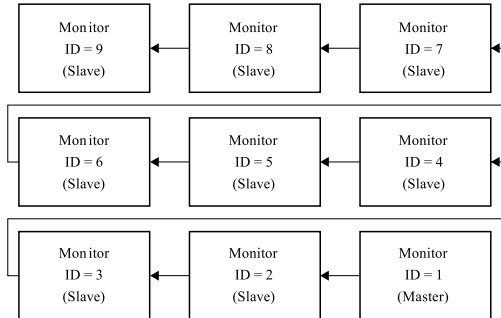 Monitor
ID = 9
(Slave)
Monitor
ID = 8
(Slave)
Monitor
ID = 7
(Slave)
Monitor
ID = 6
(Slave)
Monitor
ID = 5
(Slave)
Monitor
ID = 4
(Slave)
Monitor
ID = 3
(Slave)
Monitor
ID = 2
(Slave)
Monitor
ID = 1
(Master)